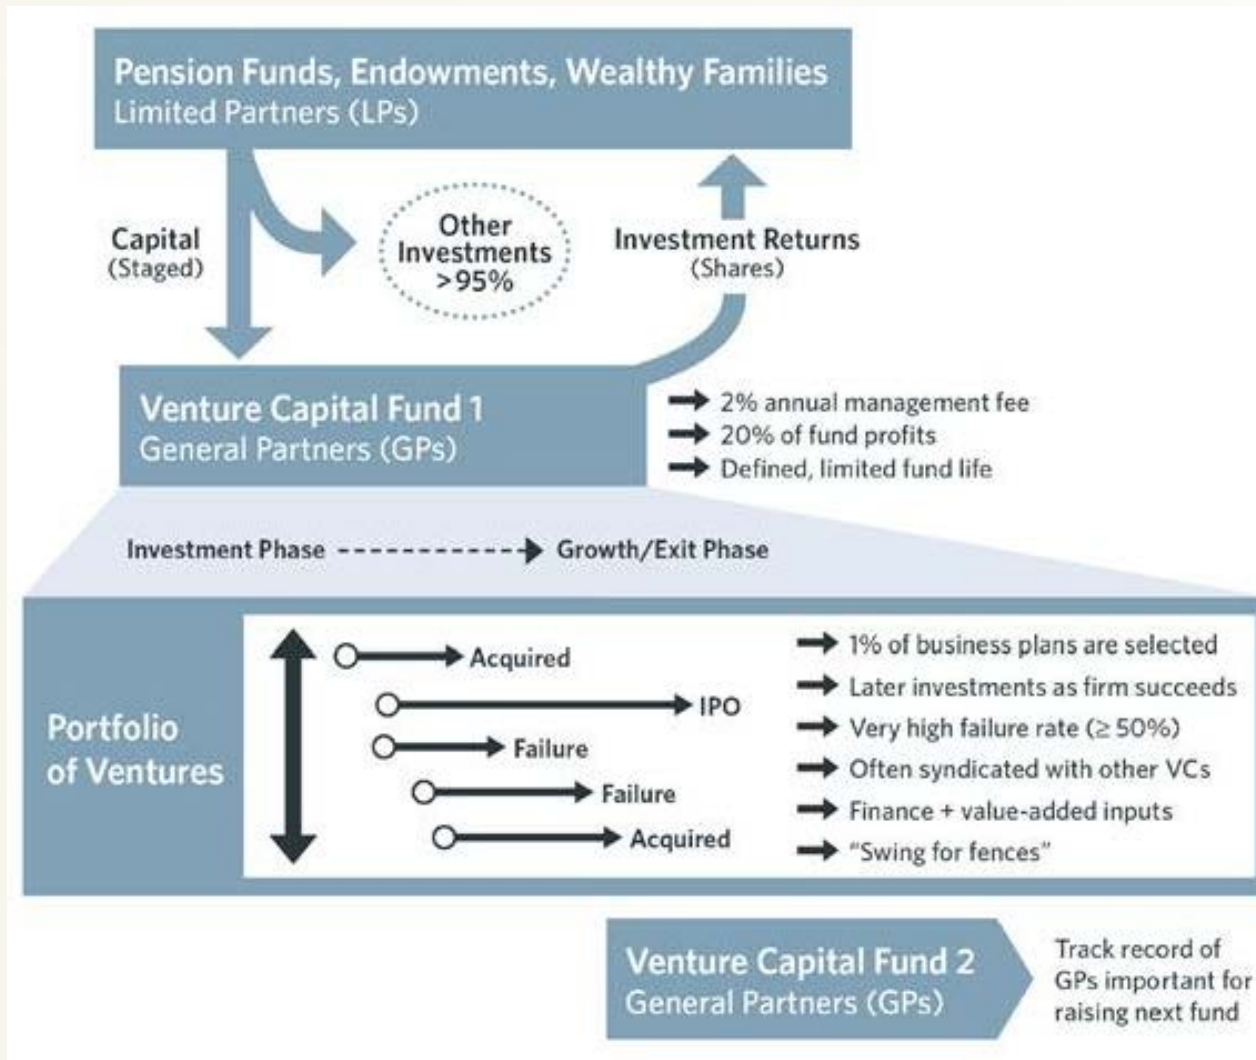 Pension Funds, Endowments, Wealthy Families
Limited Partners (LPs)
Capital
(Staged)
Other
Investments
>95%
Investment Returns
(Shares)
Venture Capital Fund 1
General Partners (GPs)
2% annual management fee
20% of fund profits
Defined, limited fund life
Investment Phase
Growth/Exit Phase
Portfolio
of Ventures
Acquired
IPO
Failure
Failure
Acquired
1% of business plans are selected
Later investments as firm succeeds
Very high failure rate (≥ 50%)
Often syndicated with other VCs
Finance + value-added inputs
“Swing for fences”
Venture Capital Fund 2
General Partners (GPs)
Track record of
GPs important for
raising next fund